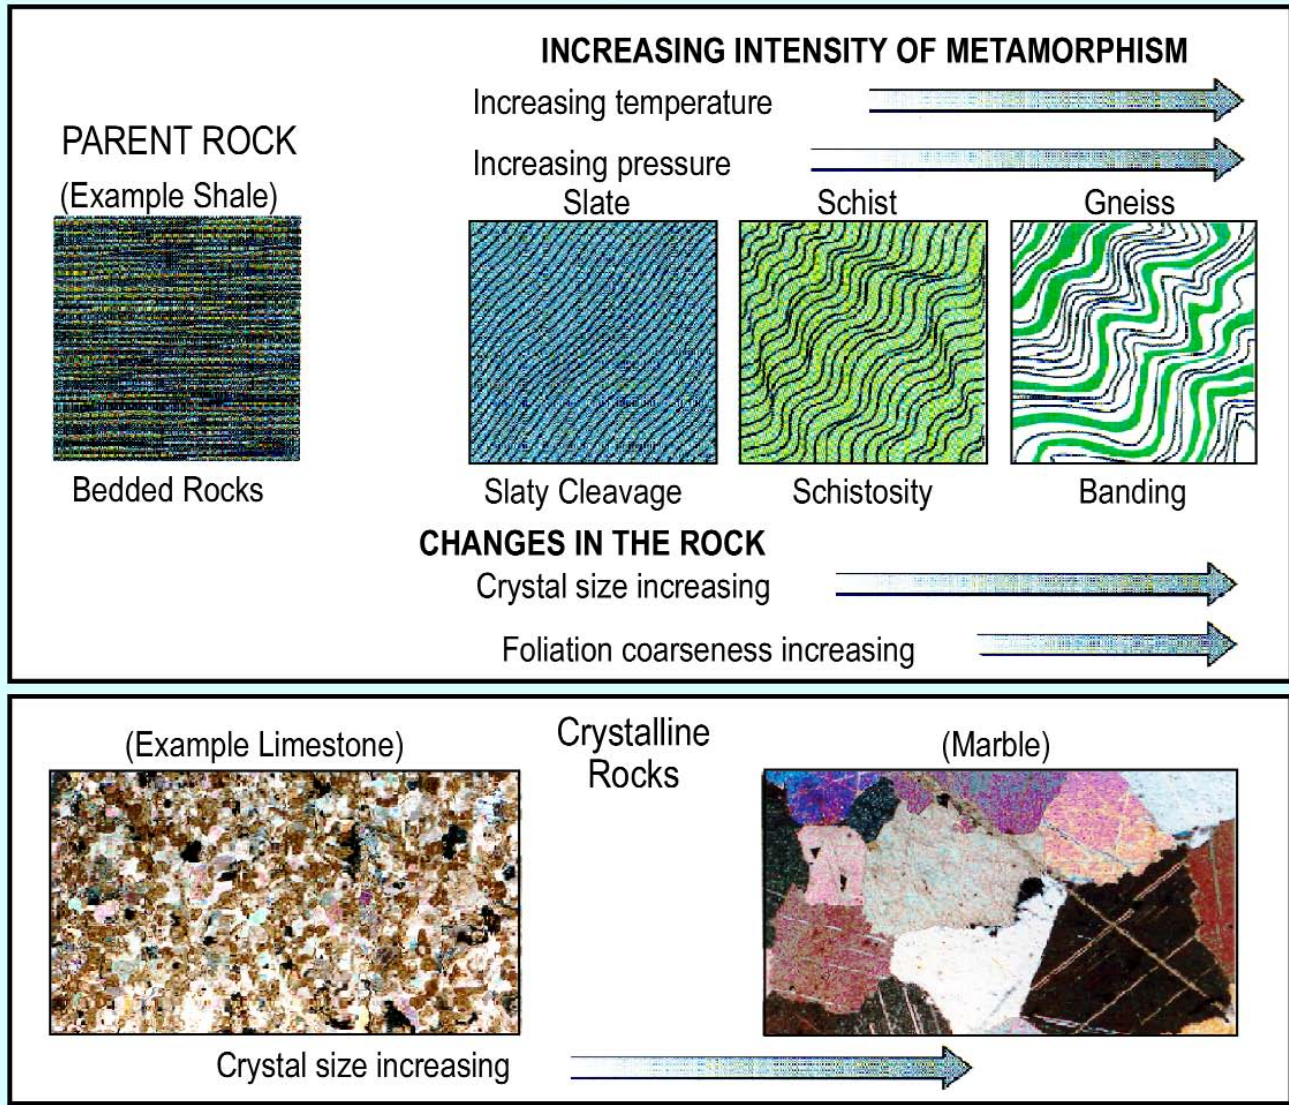 INCREASING INTENSITY OF METAMORPHISM
Increasing temperature
PARENT ROCK
Increasing pressure
(Example Shale)
Slate
Schist
Gneiss
Bedded Rocks
Slaty Cleavage
Schistosity
Banding
CHANGES IN THE ROCK
Crystal size increasing
Foliation coarseness increasing
(Example Limestone)
Crystalline
Rocks
(Marble)
Crystal size increasing